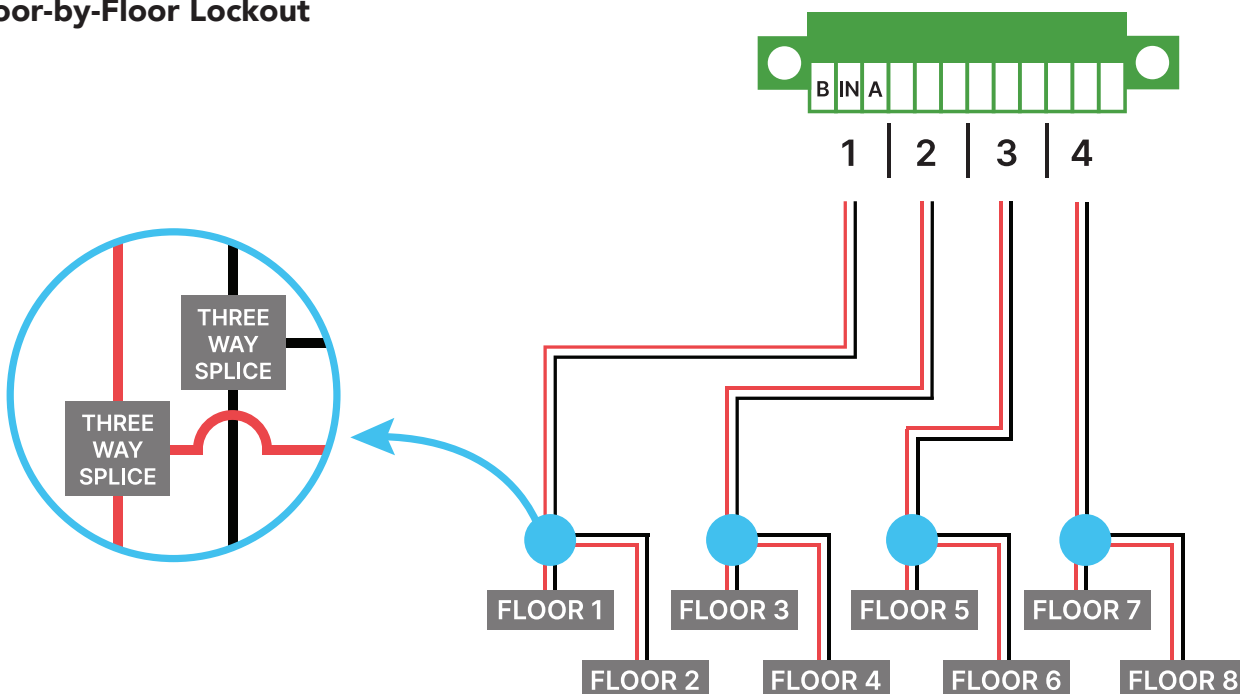 oor-by-Floor Lockout
B IN A
1 2 3 4
THREE
WAY
SPLICE
THREE
WAY
SPLICE
FLOOR 1 FLOOR 3 FLOOR 5 FLOOR 7
FLOOR 2 FLOOR 4 FLOOR 6 FLOOR 8